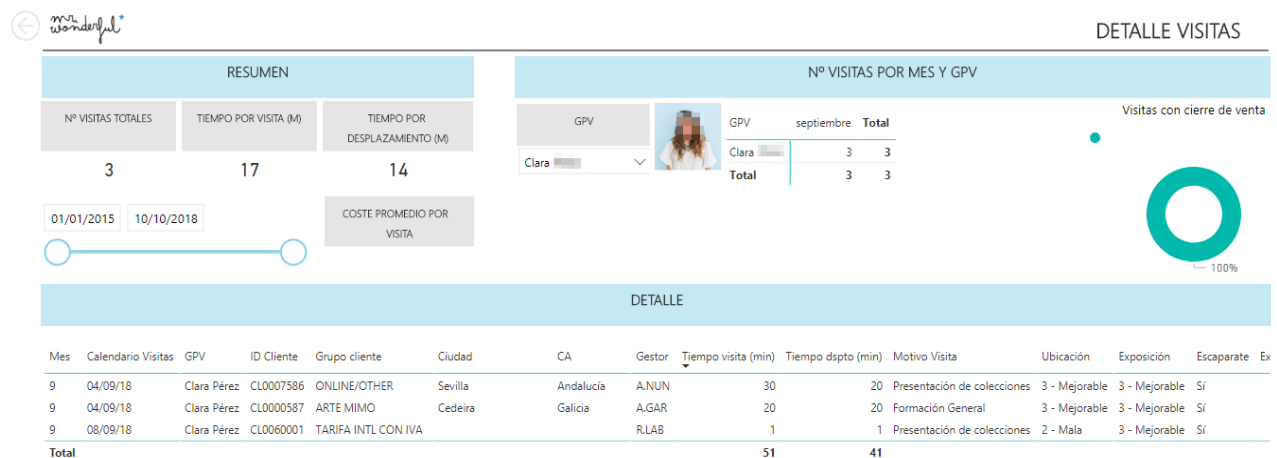 mr. wonderful*
DETALLE VISITAS
RESUMEN
Nº VISITAS POR MES Y GPV
Nº VISITAS TOTALES TIEMPO POR VISITA (M) TIEMPO POR DESPLAZAMIENTO (M)
3 17 14
01/01/2015 10/10/2018
COSTE PROMEDIO POR
VISITA
GPV
Clara
GPV septiembre Total
Clara 3 3
Total 3 3
Visitas con cierre de venta
100%
DETALLE
Mes Calendario Visitas GPV ID Cliente Grupo cliente Ciudad CA Gestor Tiempo visita (min) Tiempo dspto (min) Motivo Visita Ubicación Exposición Escaparate Ex
9 04/09/18 Clara Pérez CL0007586 ONLINE/OTHER Sevilla Andalucía A.NUN 30 20 Presentación de colecciones 3 - Mejorable 3 - Mejorable Sí
9 04/09/18 Clara Pérez CL0000587 ARTE MIMO Cedeira Galicia A.GAR 20 20 Formación General 3 - Mejorable 3 - Mejorable Sí
9 08/09/18 Clara Pérez CL0060001 TARIFA INTL CON IVA R.LAB 1 1 Presentación de colecciones 2 - Mala 3 - Mejorable Sí
Total 51 41